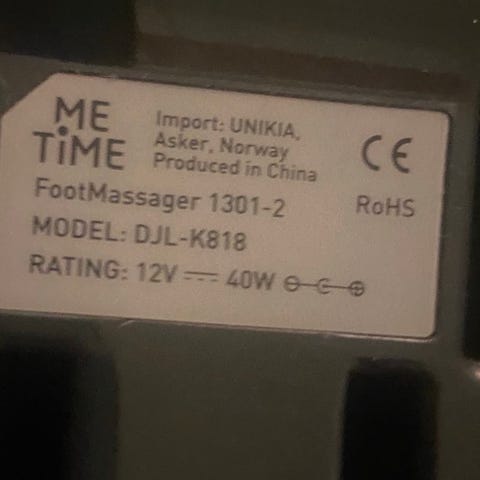 ME
TiME
Import: UNIKIA,
Asker, Norway
Produced in China
CE
RoHS
FootMassager 1301-2
MODEL: DJL-K818
RATING: 12V ⎓ 40W